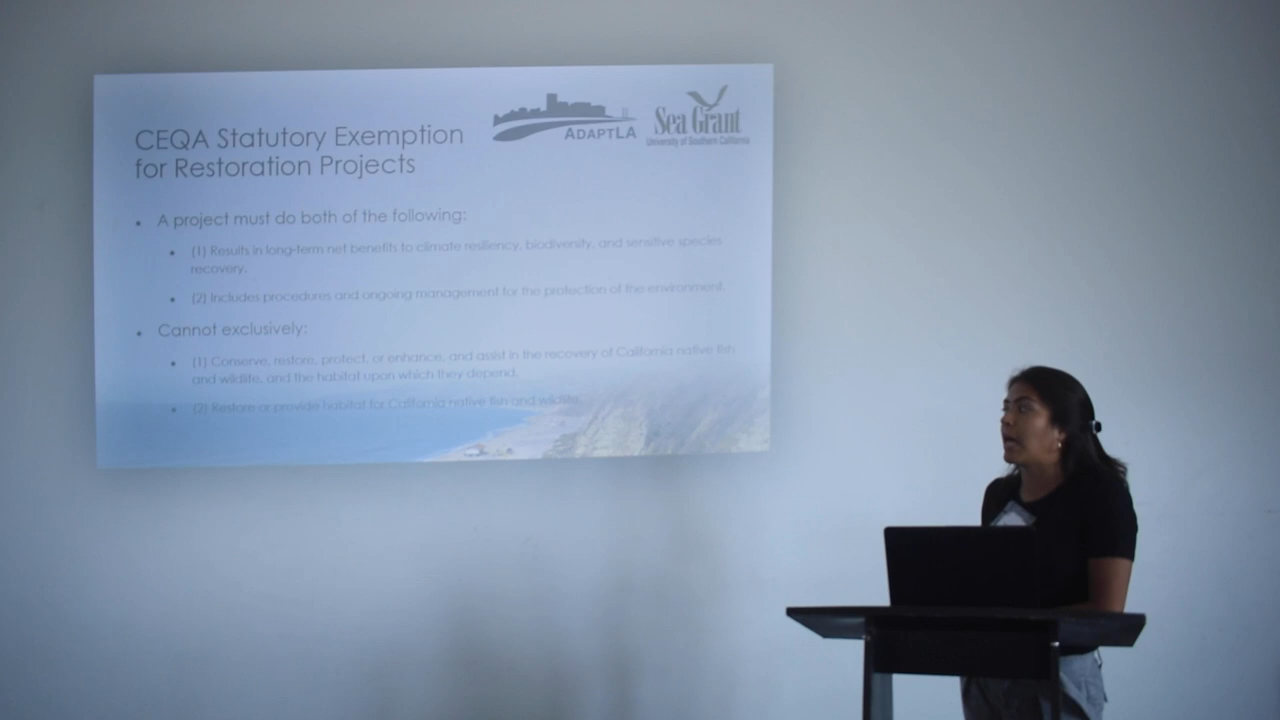 ADAPTLA
Sea Grant
University of Southern California
CEQA Statutory Exemption
for Restoration Projects
• A project must do both of the following:
• (1) Results in long-term net benefits to climate resiliency, biodiversity, and sensitive species
recovery.
• (2) Includes procedures and ongoing management for the protection of the environment.
• Cannot exclusively:
• (1) Conserve, restore, protect, or enhance, and assist in the recovery of California native fish
and wildlife, and the habitat upon which they depend.
• (2) Restore or provide habitat for California native fish and wildlife.